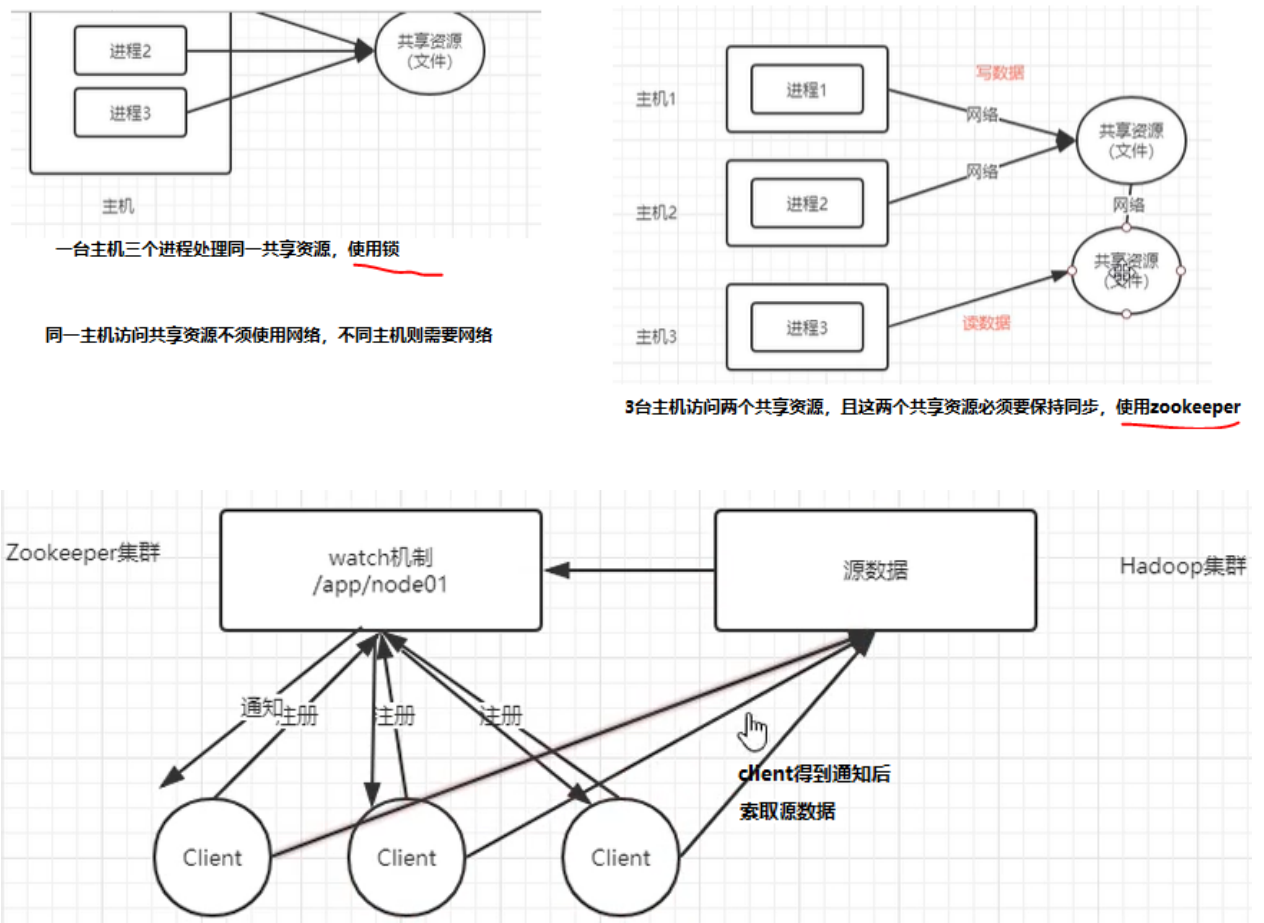 进程2
进程3
共享资源
(文件)
主机
一台主机三个进程处理同一共享资源，使用锁
同一主机访问共享资源不须使用网络，不同主机则需要网络
主机1
进程1
写数据
网络
共享资源
(文件)
主机2
进程2
网络
网络
共享资源
(文件)
主机3
进程3
读数据
3台主机访问两个共享资源，且这两个共享资源必须要保持同步，使用zookeeper
Zookeeper集群
watch机制
/app/node01
源数据
Hadoop集群
通知
注册
注册
注册
client得到通知后
索取源数据
Client
Client
Client